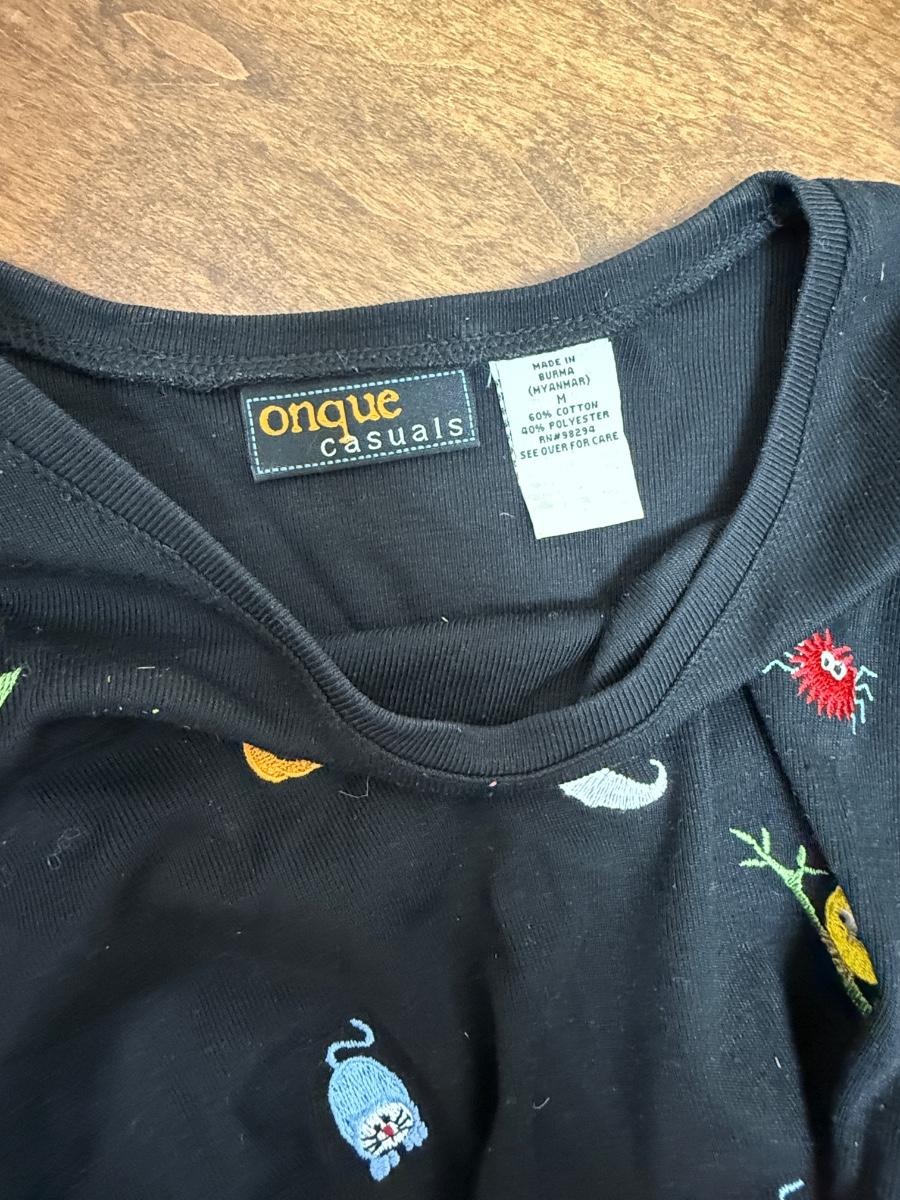 onque
casuals
MADE IN
BURMA
(MYANMAR)
M
60% COTTON
40% POLYESTER
RN#98294
SEE OVER FOR CARE